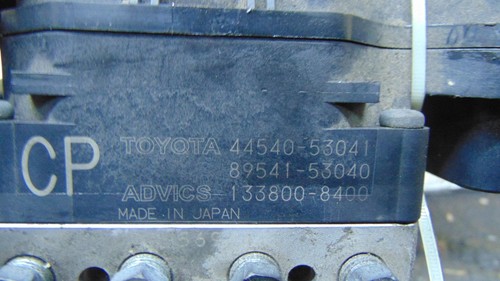 CP
TOYOTA 44540-53041
89541-53040
ADVICS-133800-8400
MADE IN JAPAN